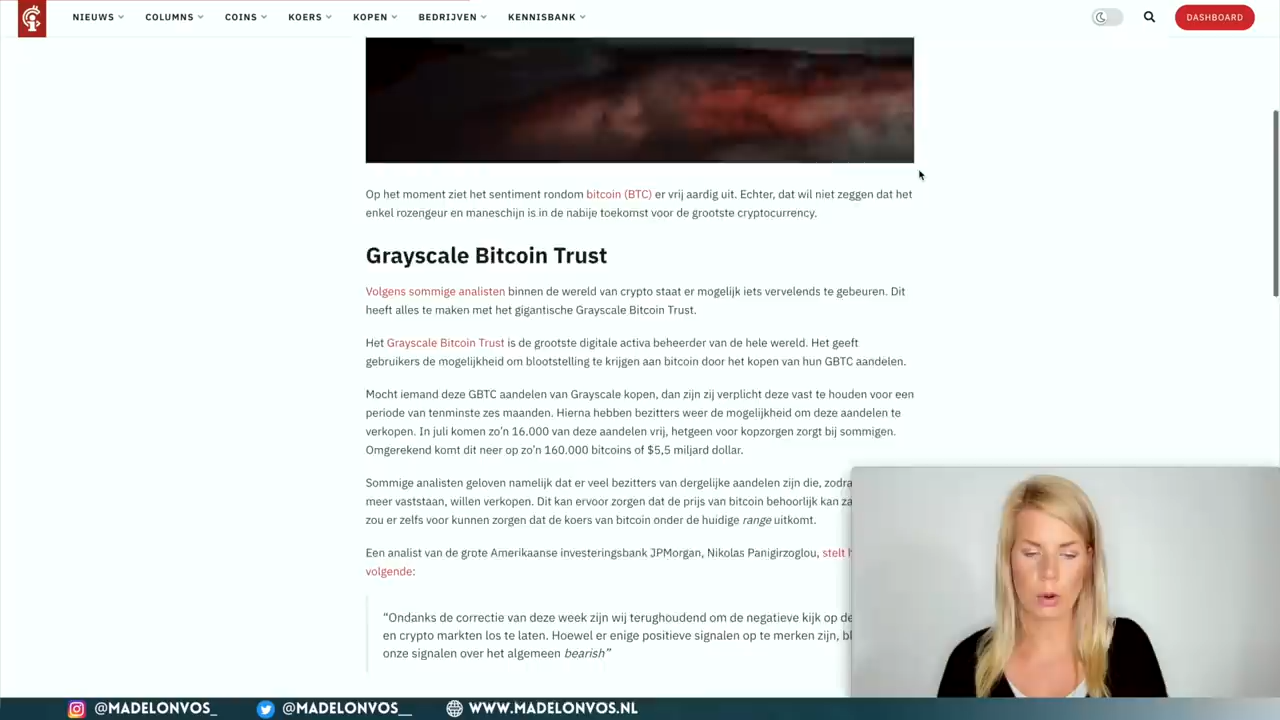 NIEUWS COLUMNS COINS KOERS KOPEN BEDRIJVEN KENNISBANK DASHBOARD
Op het moment ziet het sentiment rondom bitcoin (BTC) er vrij aardig uit. Echter, dat wil niet zeggen dat het
enkel rozengeur en maneschijn is in de nabije toekomst voor de grootste cryptocurrency.
Grayscale Bitcoin Trust
Volgens sommige analisten binnen de wereld van crypto staat er mogelijk iets vervelends te gebeuren. Dit
heeft alles te maken met het gigantische Grayscale Bitcoin Trust.
Het Grayscale Bitcoin Trust is de grootste digitale activa beheerder van de hele wereld. Het geeft
gebruikers de mogelijkheid om blootstelling te krijgen aan bitcoin door het kopen van hun GBTC aandelen.
Mocht iemand deze GBTC aandelen van Grayscale kopen, dan zijn zij verplicht deze vast te houden voor een
periode van tenminste zes maanden. Hierna hebben bezitters weer de mogelijkheid om deze aandelen te
verkopen. In juli komen zo'n 16.000 van deze aandelen vrij, hetgeen voor kopzorgen zorgt bij sommigen.
Omgerekend komt dit neer op zo'n 160.000 bitcoins of $5,5 miljard dollar.
Sommige analisten geloven namelijk dat er veel bezitters van dergelijke aandelen zijn die, zodra
meer vaststaan, willen verkopen. Dit kan ervoor zorgen dat de prijs van bitcoin behoorlijk kan za
zou er zelfs voor kunnen zorgen dat de koers van bitcoin onder de huidige range uitkomt.
Een analist van de grote Amerikaanse investeringsbank JPMorgan, Nikolas Panigirzoglou, stelt h
volgende:
“Ondanks de correctie van deze week zijn wij terughoudend om de negatieve kijk op de
en crypto markten los te laten. Hoewel er enige positieve signalen op te merken zijn, bl
onze signalen over het algemeen bearish”
@MADELONVOS_ @MADELONVOS__ WWW.MADELONVOS.NL